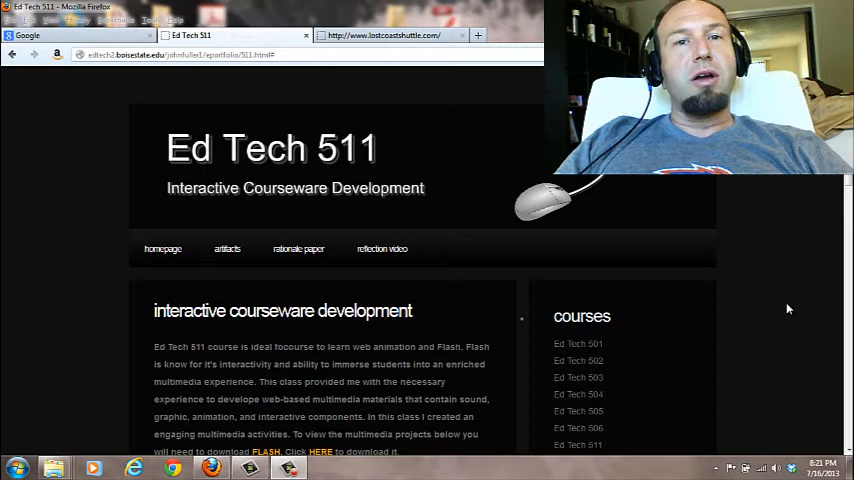 Ed Tech 511 - Mozilla Firefox
File Edit View History Bookmarks Tools Help
Google
Ed Tech 511
http://www.lostcoastshuttle.com/
edtech2.boisestate.edu/johnfuller1/eportfolio/511.html#
Ed Tech 511
Interactive Courseware Development
homepage artifacts rationale paper reflection video
interactive courseware development
Ed Tech 511 course is ideal focourse to learn web animation and Flash. Flash
is know for it's interactivity and ability to immerse students into an enriched
multimedia experience. This class provided me with the necessary
experience to develope web-based multimedia materials that contain sound,
graphic, animation, and interactive components. In this class I created an
engaging multimedia activities. To view the multimedia projects below you
will need to download FLASH. Click HERE to download it.
courses
Ed Tech 501
Ed Tech 502
Ed Tech 503
Ed Tech 504
Ed Tech 505
Ed Tech 506
Ed Tech 511
8:21 PM
7/16/2013